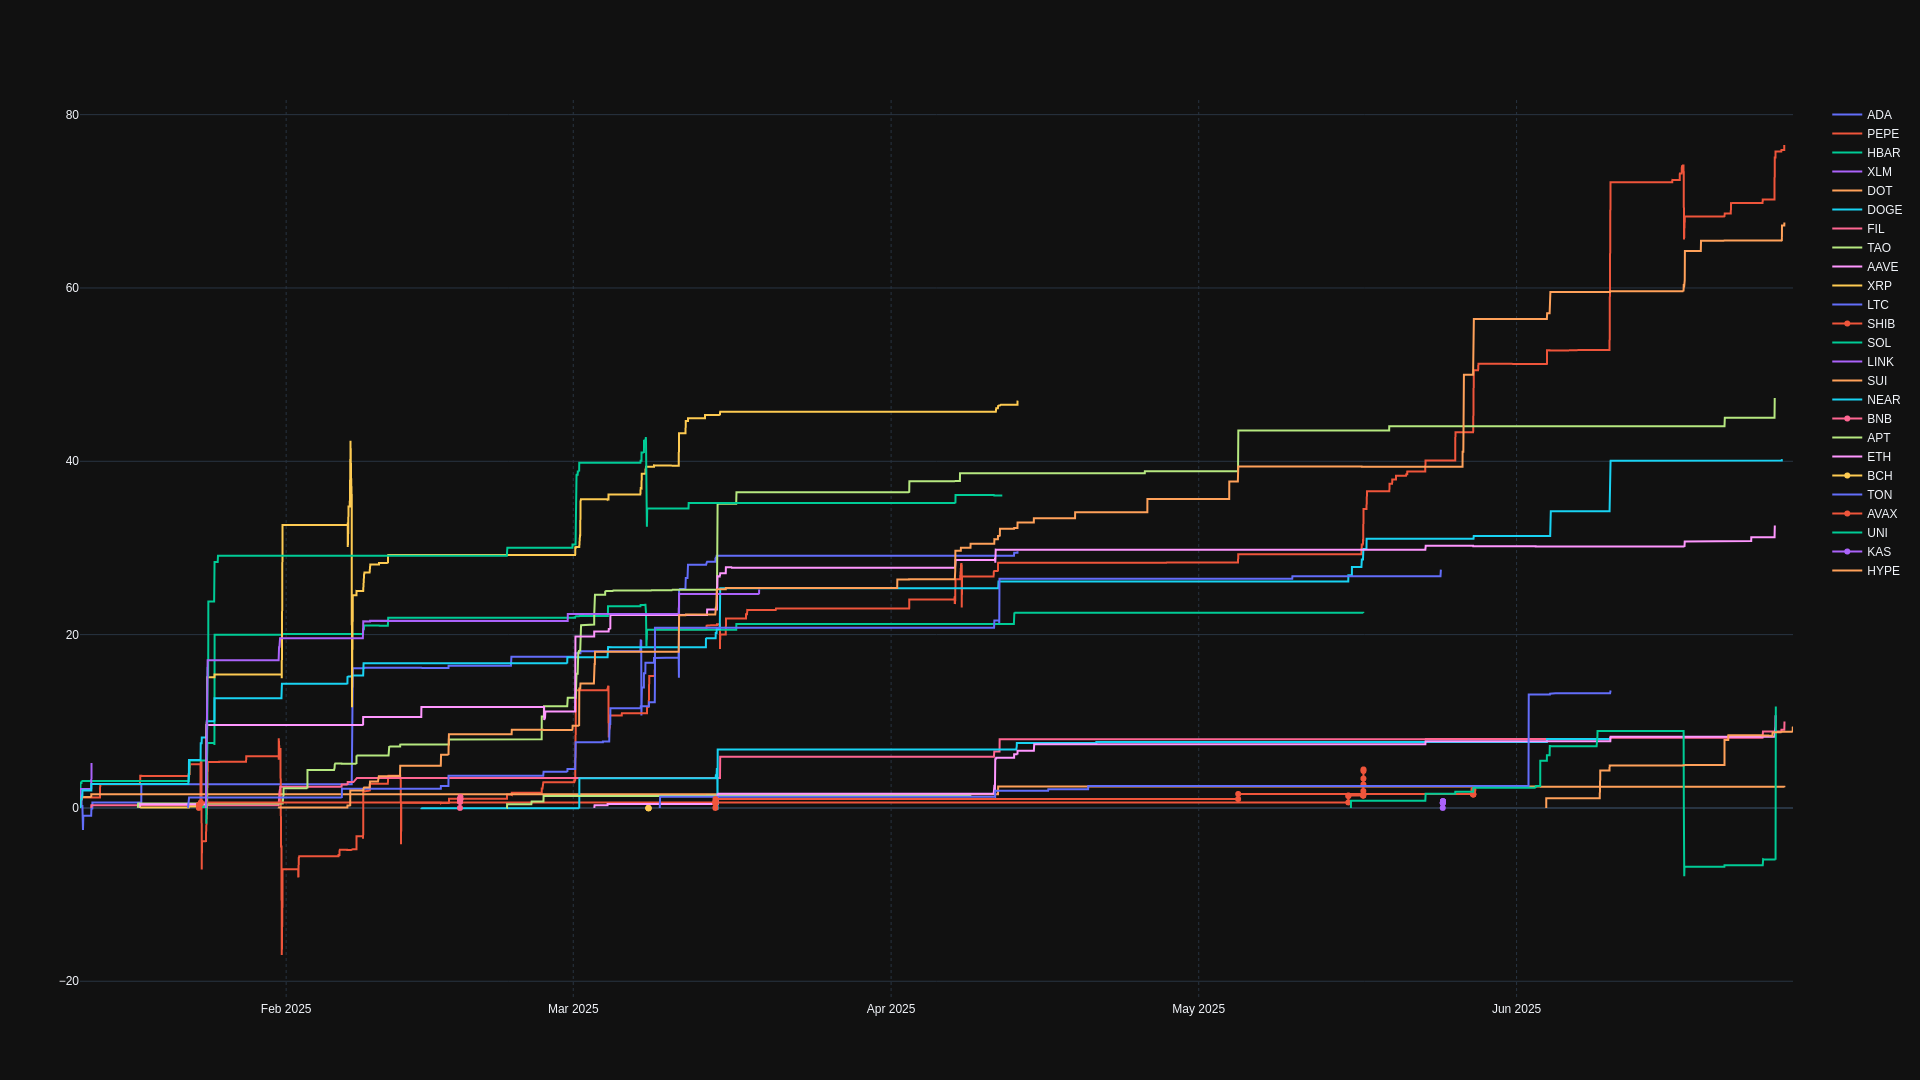 80
60
40
20
0
−20
Feb 2025
Mar 2025
Apr 2025
May 2025
Jun 2025
ADA
PEPE
HBAR
XLM
DOT
DOGE
FIL
TAO
AAVE
XRP
LTC
SHIB
SOL
LINK
SUI
NEAR
BNB
APT
ETH
BCH
TON
AVAX
UNI
KAS
HYPE